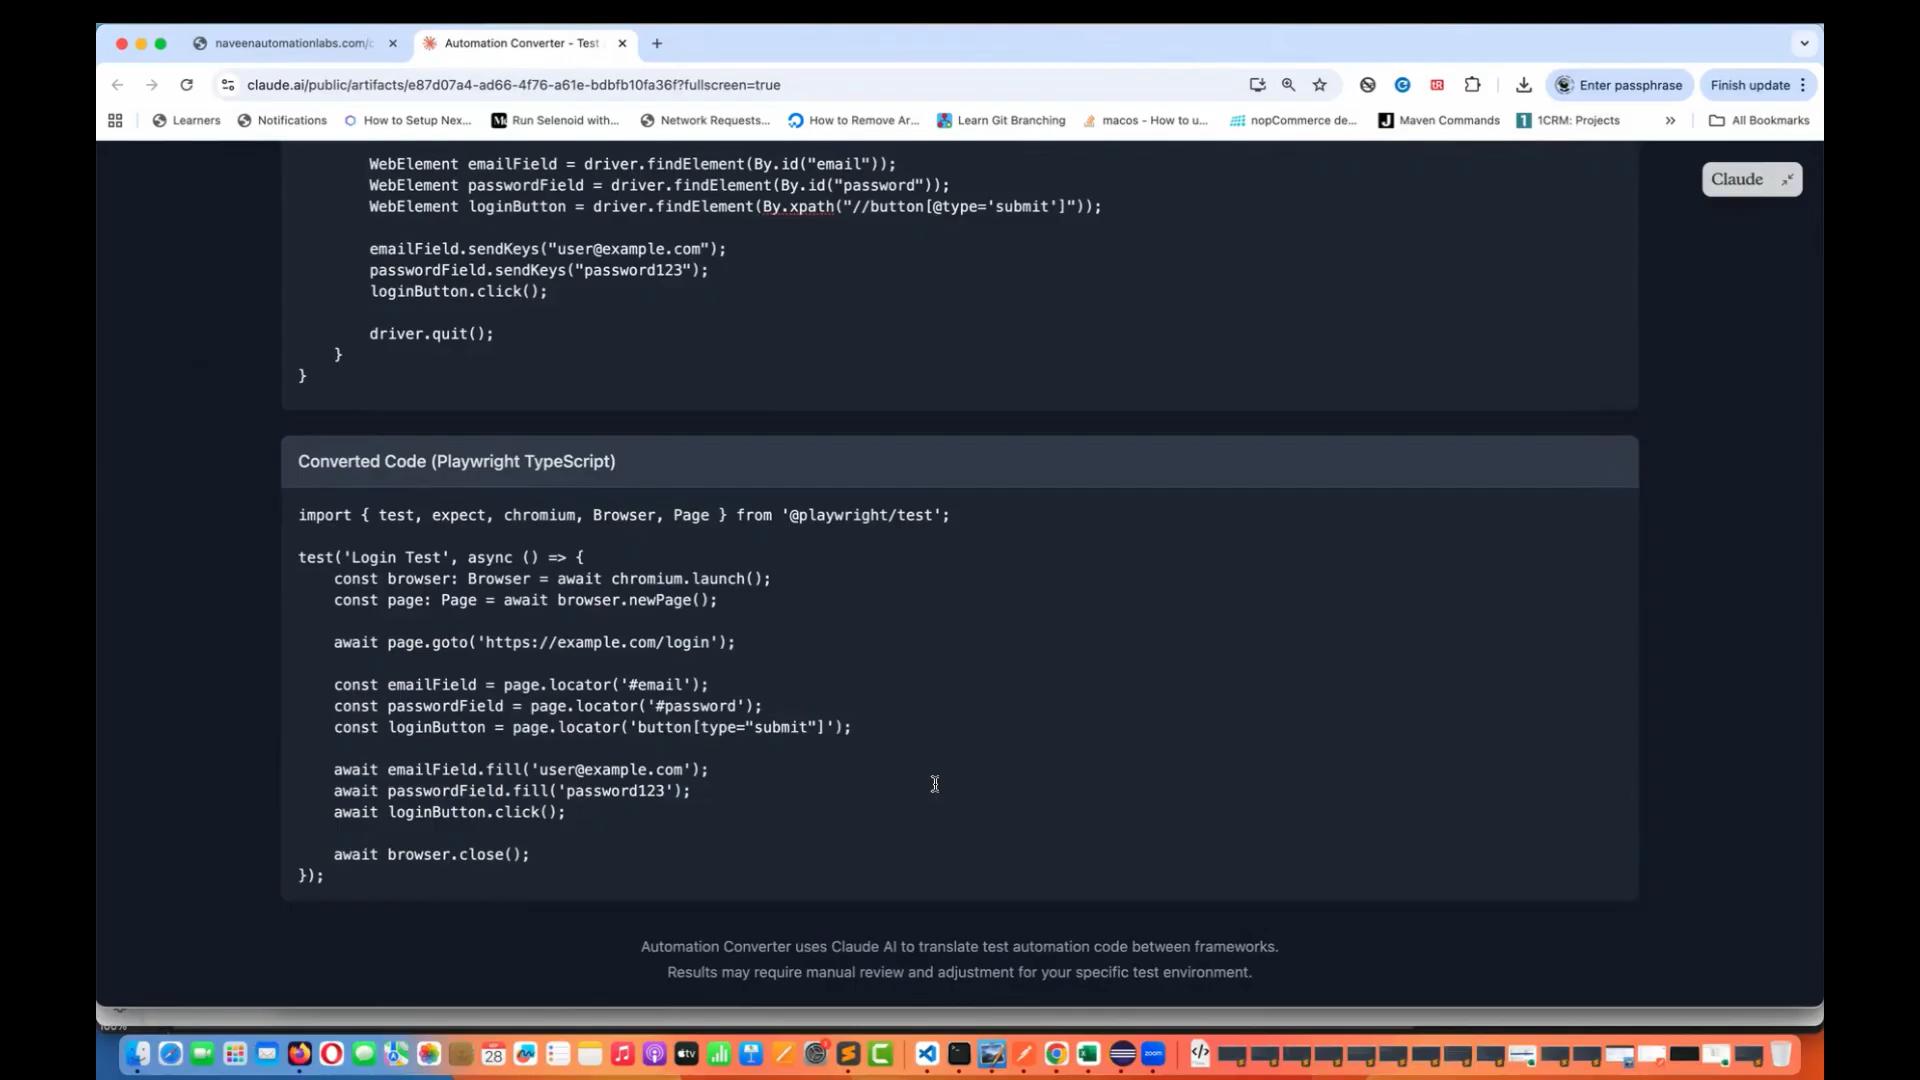 naveenautomationlabs.com/c
Automation Converter - Test
claude.ai/public/artifacts/e87d07a4-ad66-4f76-a61e-bdbfb10fa36f?fullscreen=true
Enter passphrase
Finish update
Learners
Notifications
How to Setup Nex...
Run Selenoid with...
Network Requests...
How to Remove Ar...
Learn Git Branching
macos - How to u...
nopCommerce de...
Maven Commands
1CRM: Projects
All Bookmarks
Claude
WebElement emailField = driver.findElement(By.id("email"));
WebElement passwordField = driver.findElement(By.id("password"));
WebElement loginButton = driver.findElement(By.xpath("//button[@type='submit']"));
emailField.sendKeys("user@example.com");
passwordField.sendKeys("password123");
loginButton.click();
driver.quit();
}
}
Converted Code (Playwright TypeScript)
import { test, expect, chromium, Browser, Page } from '@playwright/test';
test('Login Test', async () => {
const browser: Browser = await chromium.launch();
const page: Page = await browser.newPage();
await page.goto('https://example.com/login');
const emailField = page.locator('#email');
const passwordField = page.locator('#password');
const loginButton = page.locator('button[type="submit"]');
await emailField.fill('user@example.com');
await passwordField.fill('password123');
await loginButton.click();
await browser.close();
});
Automation Converter uses Claude AI to translate test automation code between frameworks.
Results may require manual review and adjustment for your specific test environment.
28
tv
zoom